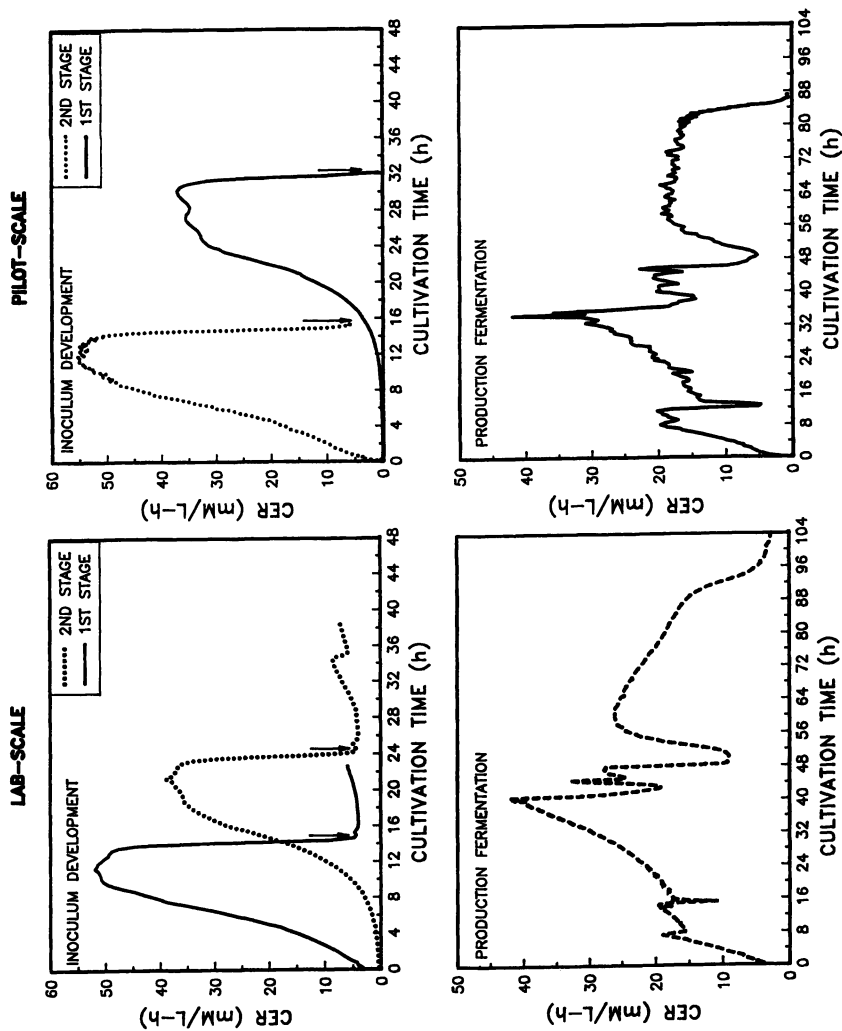 LAB-SCALE
INOCULUM DEVELOPMENT
2ND STAGE
1ST STAGE
60
50
40
30
20
10
0
CER (mM/L-h)
0 4 8 12 16 20 24 28 32 36 40 44 48
CULTIVATION TIME (h)
PILOT-SCALE
INOCULUM DEVELOPMENT
2ND STAGE
1ST STAGE
60
50
40
30
20
10
0
CER (mM/L-h)
0 4 8 12 16 20 24 28 32 36 40 44 48
CULTIVATION TIME (h)
PRODUCTION FERMENTATION
50
40
30
20
10
0
CER (mM/L-h)
0 8 16 24 32 40 48 56 64 72 80 88 96 104
CULTIVATION TIME (h)
PRODUCTION FERMENTATION
50
40
30
20
10
0
CER (mM/L-h)
0 8 16 24 32 40 48 56 64 72 80 88 96 104
CULTIVATION TIME (h)